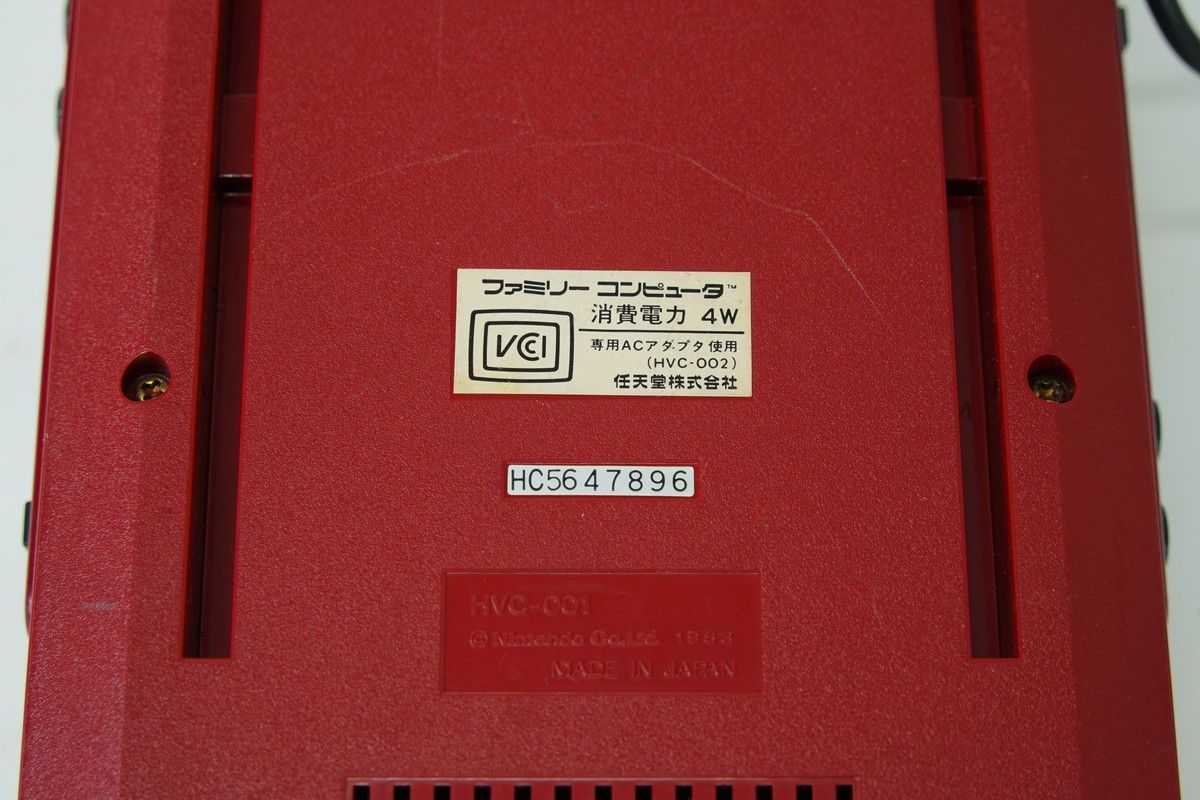 ファミリー コンピュータ™
VCCI
消費電力 4W
専用ACアダプタ使用
(HVC-002)
任天堂株式会社
HC5647896
HVC-001
© Nintendo Co.,Ltd. 1983
MADE IN JAPAN